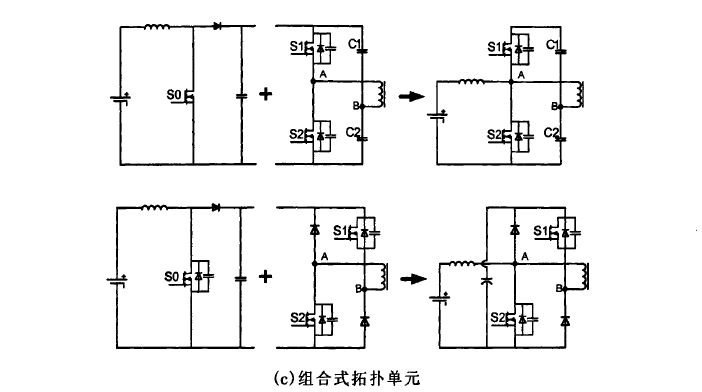 S1 C1 S1 C1
A A
S0 + B B
S2 C2 S2 C2
S1 S1
A A
S0 + B B
S2 S2
(c)组合式拓扑单元